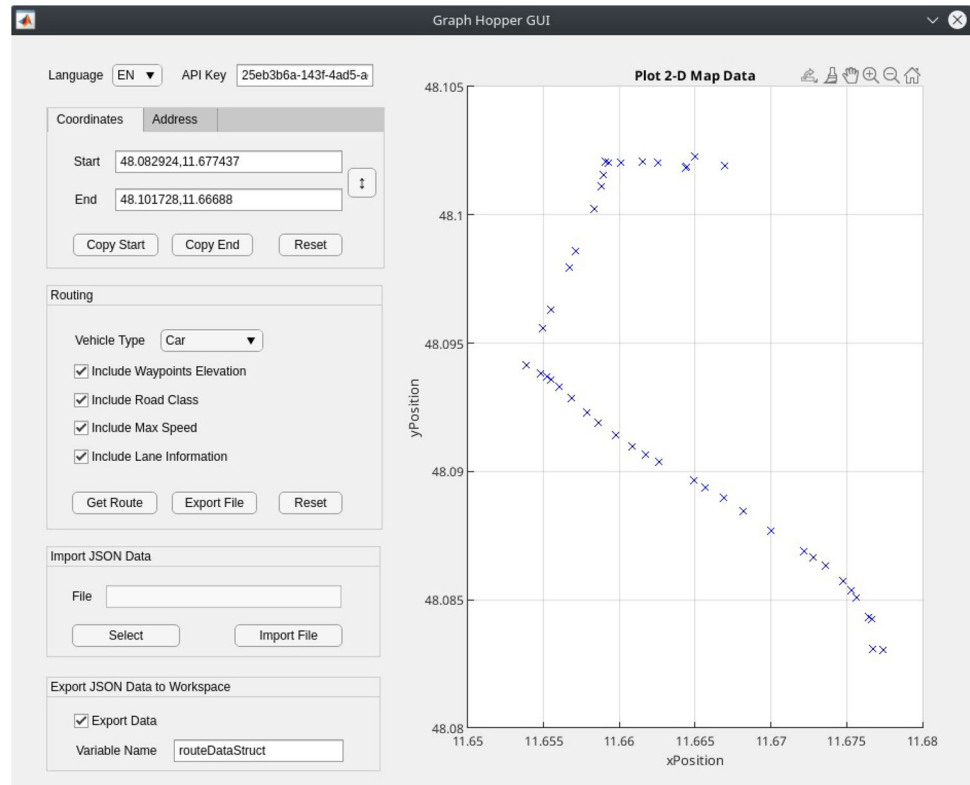 Graph Hopper GUI
Language EN API Key 25eb3b6a-143f-4ad5-a
Coordinates Address
Start 48.082924,11.677437
End 48.101728,11.66688
Copy Start Copy End Reset
Routing
Vehicle Type Car
Include Waypoints Elevation
Include Road Class
Include Max Speed
Include Lane Information
Get Route Export File Reset
Import JSON Data
File
Select Import File
Export JSON Data to Workspace
Export Data
Variable Name routeDataStruct
Plot 2-D Map Data
48.105
48.1
48.095
48.09
48.085
48.08
yPosition
11.65 11.655 11.66 11.665 11.67 11.675 11.68
xPosition